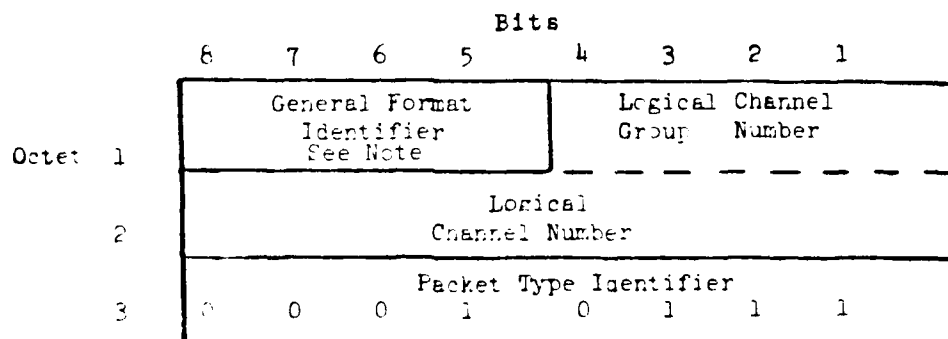 Bits
8 7 6 5 4 3 2 1
General Format Logical Channel
Identifier Group Number
See Note
Octet 1
Logical
2 Channel Number
Packet Type Identifier
3 0 0 0 1 0 1 1 1